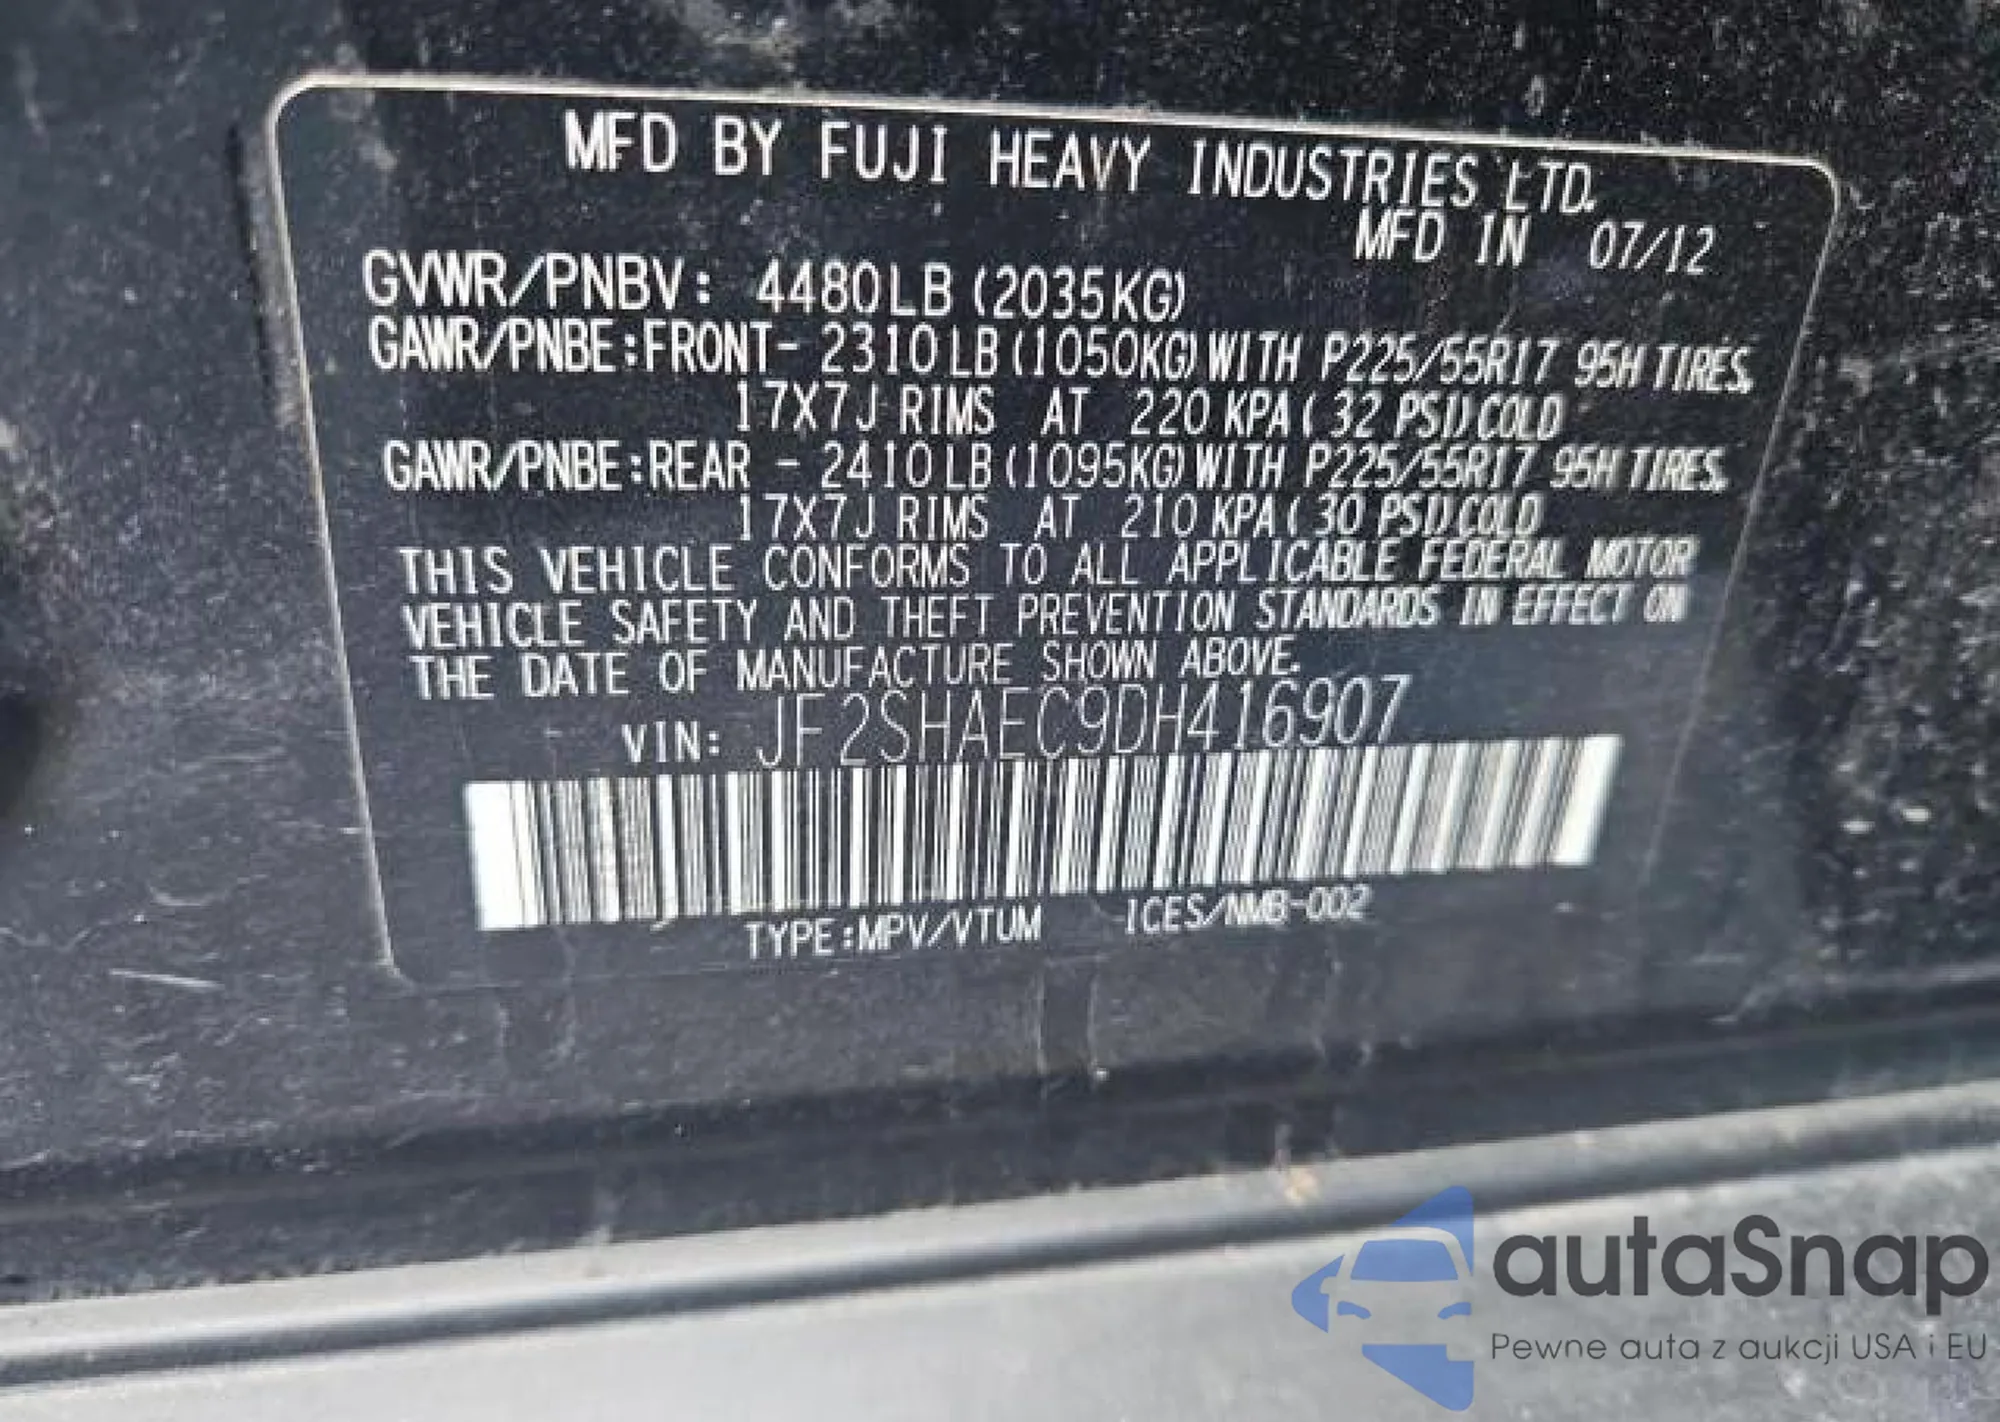 MFD BY FUJI HEAVY INDUSTRIES LTD.
MFD IN 07/12
GVWR/PNBV: 4480LB (2035KG)
GAWR/PNBE:FRONT- 2310LB(1050KG)WITH P225/55R17 95H TIRES,
17X7J RIMS AT 220 KPA( 32 PSI)COLD
GAWR/PNBE:REAR - 2410LB(1095KG)WITH P225/55R17 95H TIRES,
17X7J RIMS AT 210 KPA( 30 PSI)COLD
THIS VEHICLE CONFORMS TO ALL APPLICABLE FEDERAL MOTOR
VEHICLE SAFETY AND THEFT PREVENTION STANDARDS IN EFFECT ON
THE DATE OF MANUFACTURE SHOWN ABOVE.
VIN: JF2SHAEC9DH416907
TYPE:MPV/VTUM ICES/NMB-002
autaSnap
Pewne auta z aukcji USA i EU